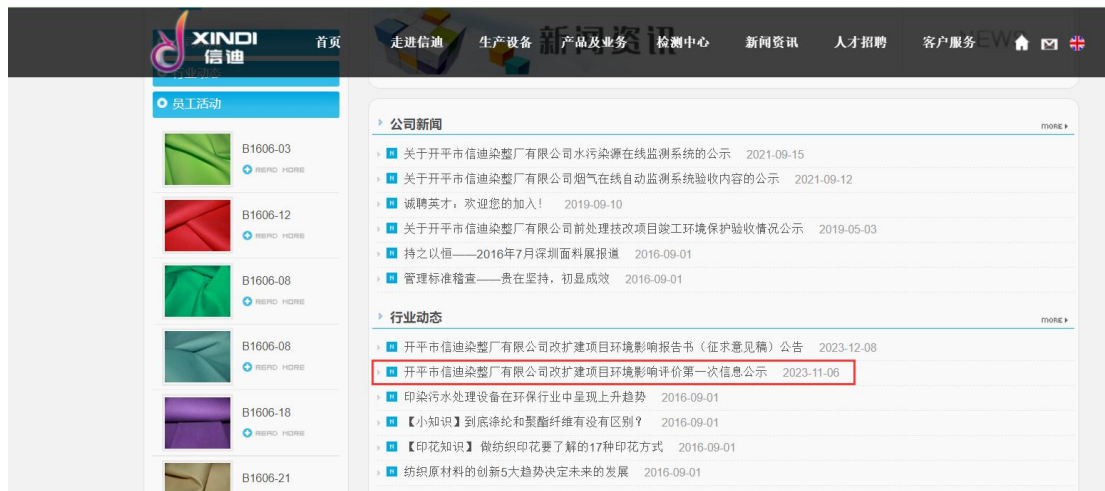 XINDI
信迪
首页 走进信迪 生产设备 产品及业务 检测中心 新闻资讯 人才招聘 客户服务
新闻资讯
NEWS
行业动态
员工活动
B1606-03
READ MORE
B1606-12
READ MORE
B1606-08
READ MORE
B1606-08
READ MORE
B1606-18
READ MORE
B1606-21
公司新闻 MORE
N 关于开平市信迪染整厂有限公司水污染源在线监测系统的公示 2021-09-15
N 关于开平市信迪染整厂有限公司烟气在线自动监测系统验收内容的公示 2021-09-12
N 诚聘英才，欢迎您的加入！ 2019-09-10
N 关于开平市信迪染整厂有限公司前处理技改项目竣工环境保护验收情况公示 2019-05-03
N 持之以恒——2016年7月深圳面料展报道 2016-09-01
N 管理标准稽查——贵在坚持，初显成效 2016-09-01
行业动态 MORE
N 开平市信迪染整厂有限公司改扩建项目环境影响报告书（征求意见稿）公告 2023-12-08
N 开平市信迪染整厂有限公司改扩建项目环境影响评价第一次信息公示 2023-11-06
N 印染污水处理设备在环保行业中呈现上升趋势 2016-09-01
N 【小知识】到底涤纶和聚酯纤维有没有区别？ 2016-09-01
N 【印花知识】 做纺织印花要了解的17种印花方式 2016-09-01
N 纺织原材料的创新5大趋势决定未来的发展 2016-09-01